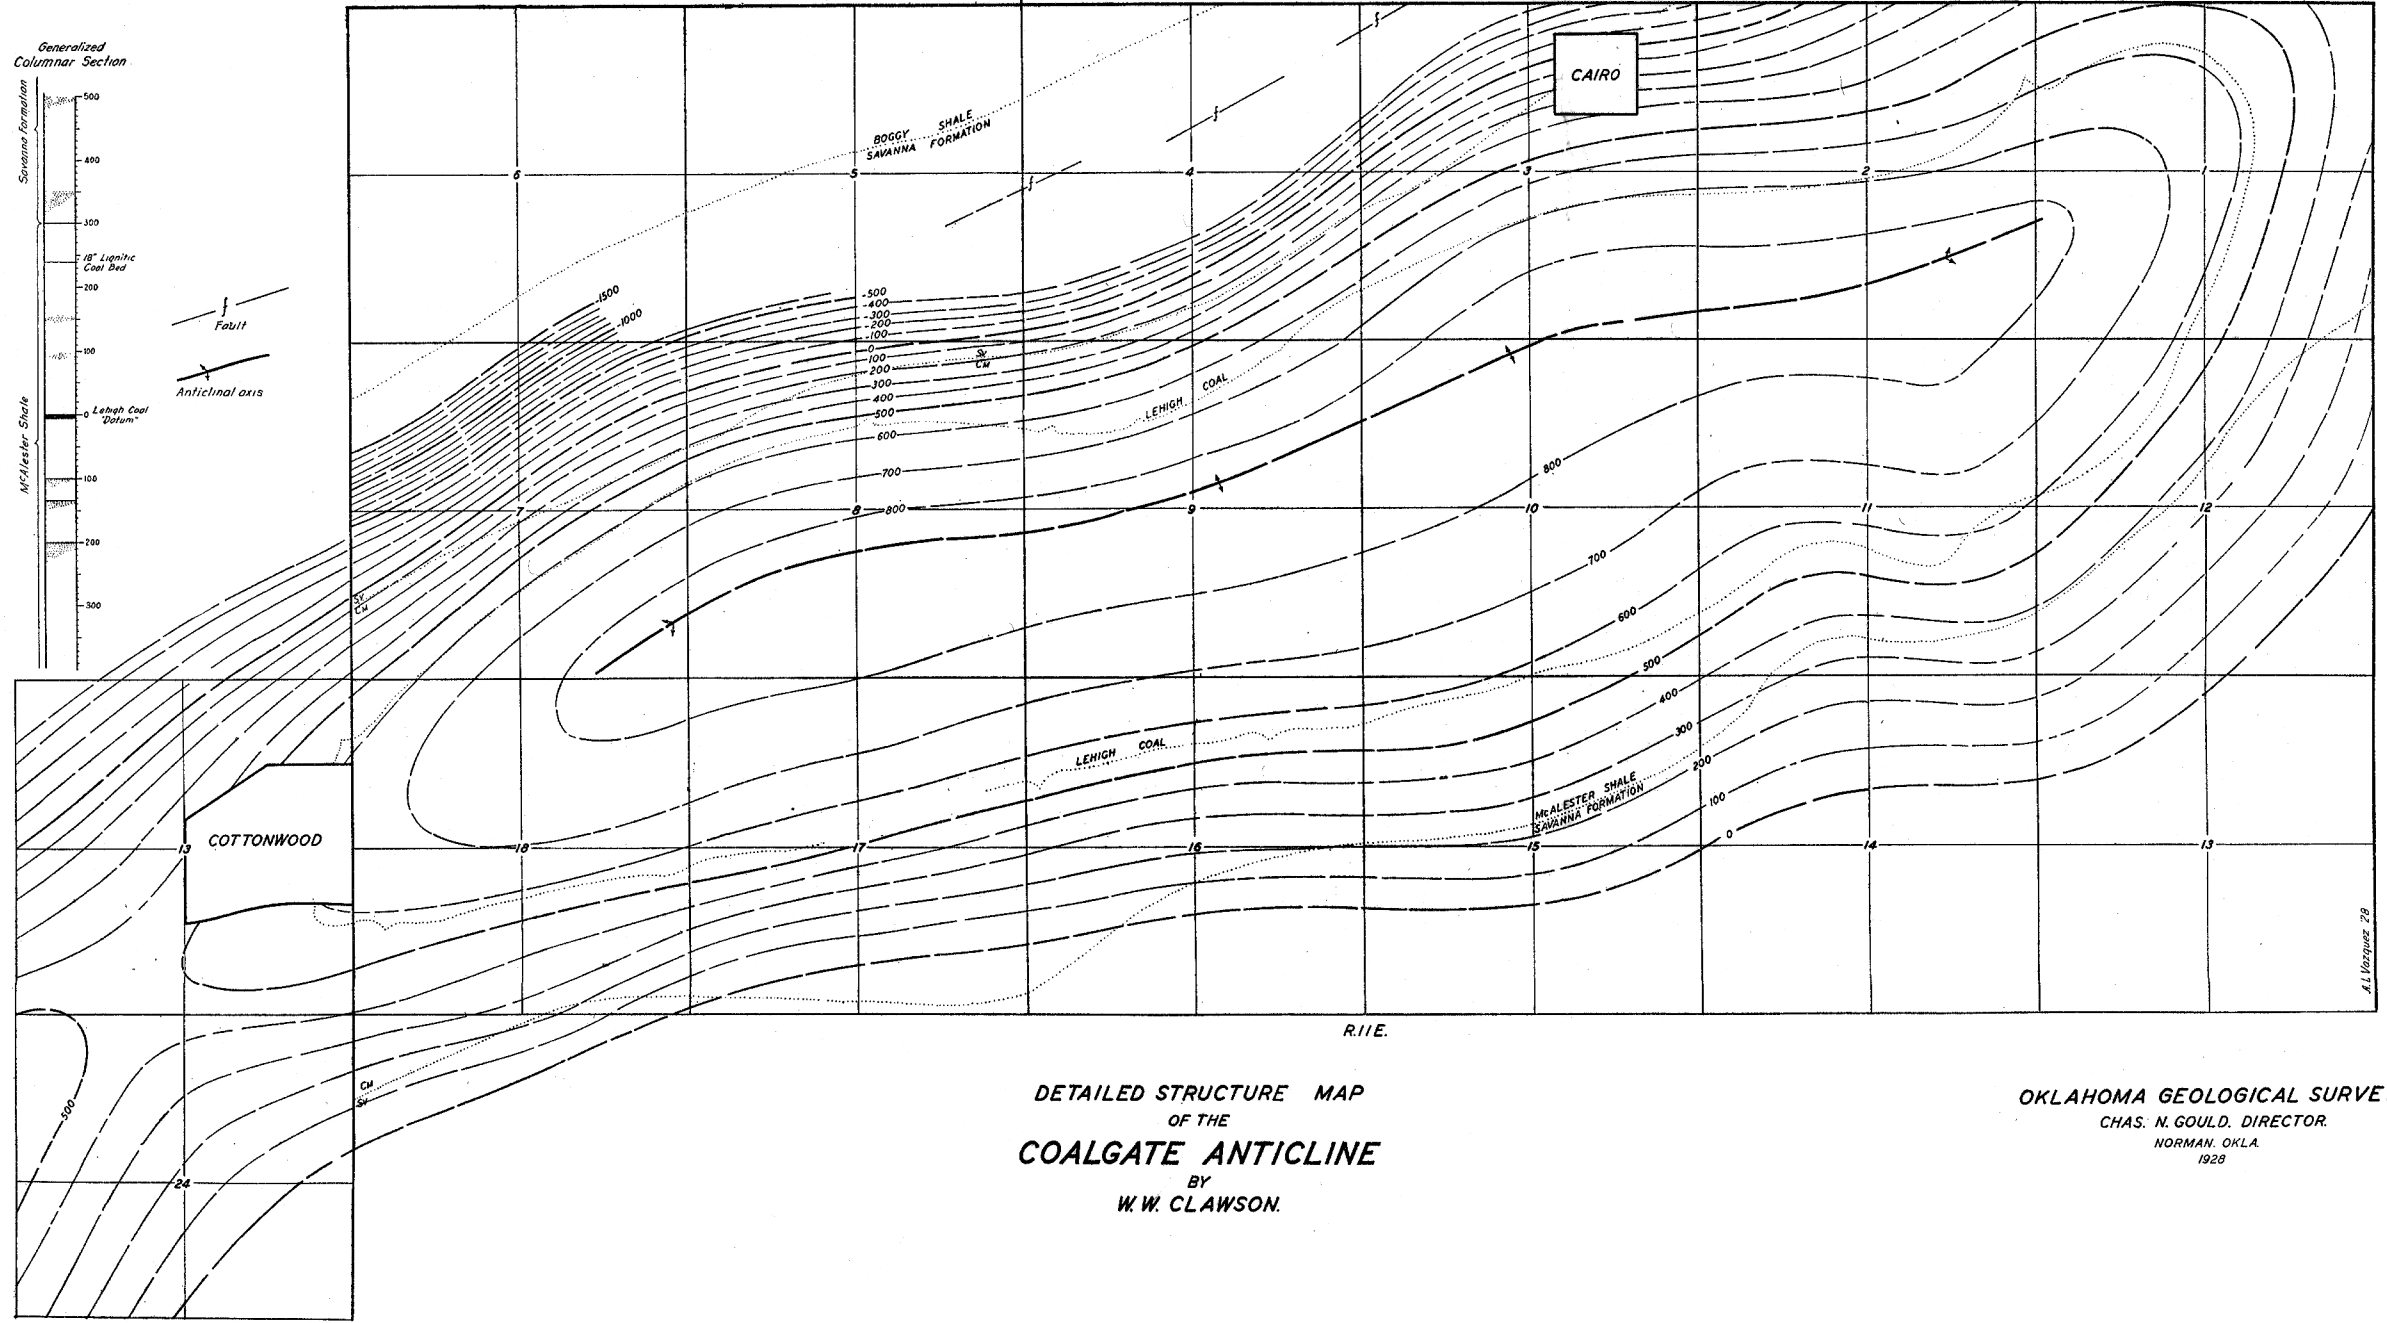 Generalized
Columnar Section
Savanna Formation
500
400
300
18" Lignitic
Coal Bed
200
100
0 Lehigh Coal
"Datum"
McAlester Shale
100
200
300
Fault
Anticlinal axis
CAIRO
BOGGY SHALE
SAVANNA FORMATION
6 5 4 3 2 1
-1500
-1000
-500
-400
-300
-200
-100
0
100
200
300
400
500
600
700
800
SV
CM
LEHIGH COAL
7 8 9 10 11 12
800
700
600
500
400
300
200
100
0
SV
CM
LEHIGH COAL
McALESTER SHALE
SAVANNA FORMATION
COTTONWOOD
13 18 17 16 15 14 13
CM
SV
500
24
A.L. Vazquez '28
R.11E.
DETAILED STRUCTURE MAP
OF THE
COALGATE ANTICLINE
BY
W.W. CLAWSON.
OKLAHOMA GEOLOGICAL SURVE
CHAS. N. GOULD. DIRECTOR.
NORMAN. OKLA.
1928